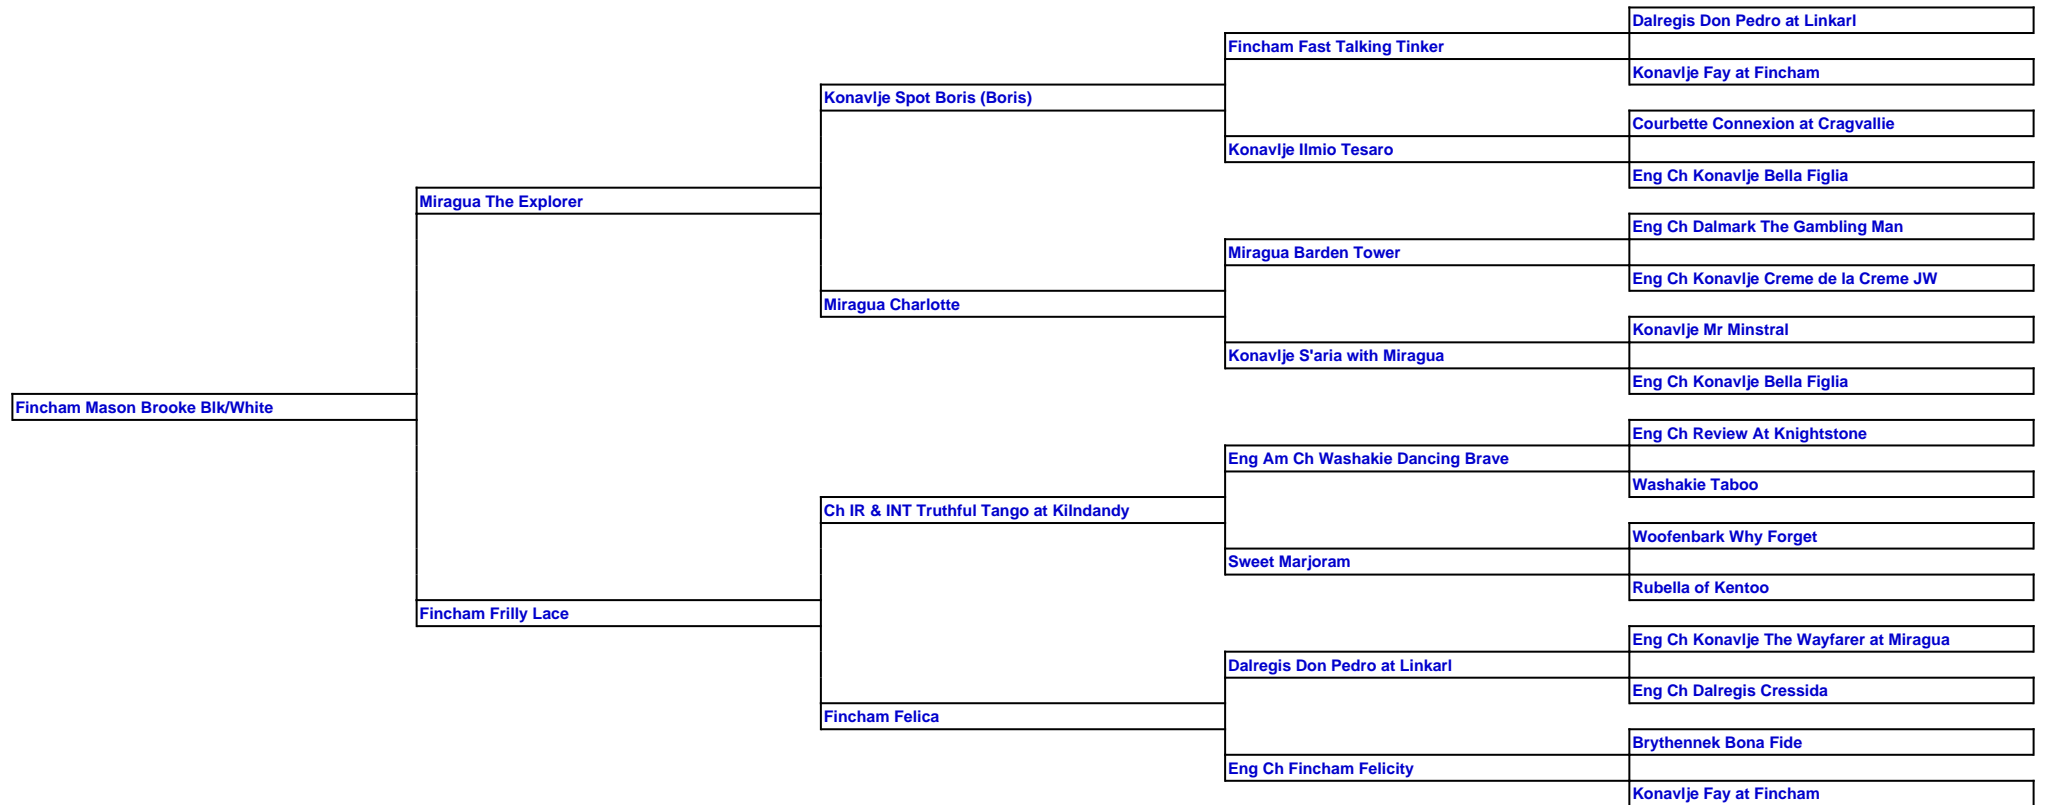 Dalregis Don Pedro at Linkarl
Fincham Fast Talking Tinker
Konavlje Fay at Fincham
Konavlje Spot Boris (Boris)
Courbette Connexion at Cragvallie
Konavlje Ilmio Tesaro
Eng Ch Konavlje Bella Figlia
Miragua The Explorer
Eng Ch Dalmark The Gambling Man
Miragua Barden Tower
Eng Ch Konavlje Creme de la Creme JW
Miragua Charlotte
Konavlje Mr Minstral
Konavlje S'aria with Miragua
Eng Ch Konavlje Bella Figlia
Fincham Mason Brooke Blk/White
Eng Ch Review At Knightstone
Eng Am Ch Washakie Dancing Brave
Washakie Taboo
Ch IR & INT Truthful Tango at Kilndandy
Woofenbark Why Forget
Sweet Marjoram
Rubella of Kentoo
Fincham Frilly Lace
Eng Ch Konavlje The Wayfarer at Miragua
Dalregis Don Pedro at Linkarl
Eng Ch Dalregis Cressida
Fincham Felica
Brythennek Bona Fide
Eng Ch Fincham Felicity
Konavlje Fay at Fincham